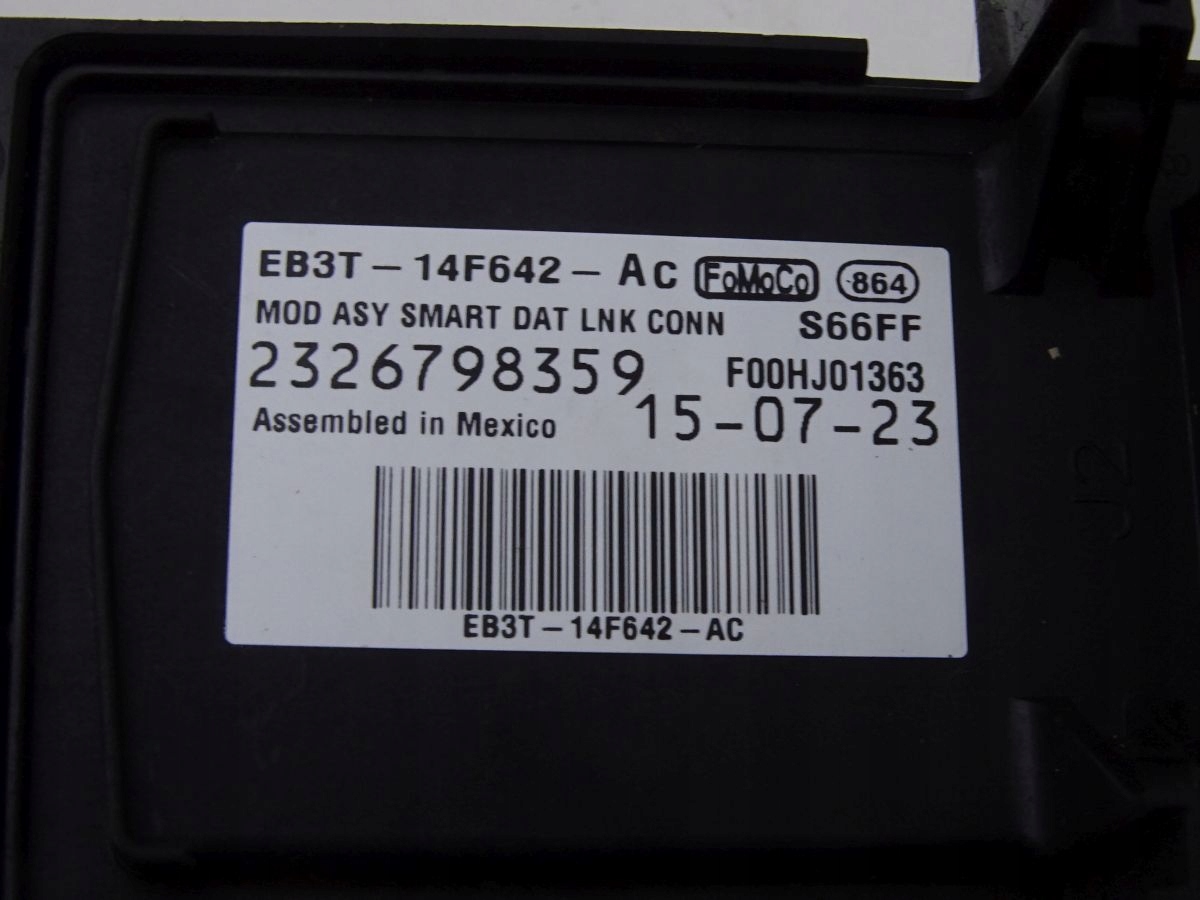 EB3T - 14F642 - AC FoMoCo 864
MOD ASY SMART DAT LNK CONN S66FF
2326798359 F00HJ01363
Assembled in Mexico 15-07-23
EB3T - 14F642 - AC
J2